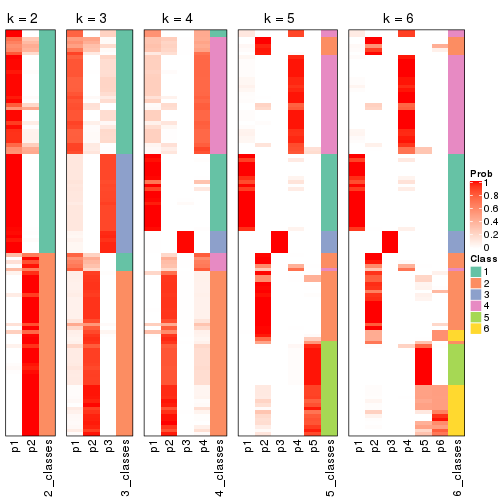 k = 2
k = 3
k = 4
k = 5
k = 6
Prob
1
0.8
0.6
0.4
0.2
0
Class
1
2
3
4
5
6
p1
p2
2_classes
p1
p2
p3
3_classes
p1
p2
p3
p4
4_classes
p1
p2
p3
p4
p5
5_classes
p1
p2
p3
p4
p5
p6
6_classes